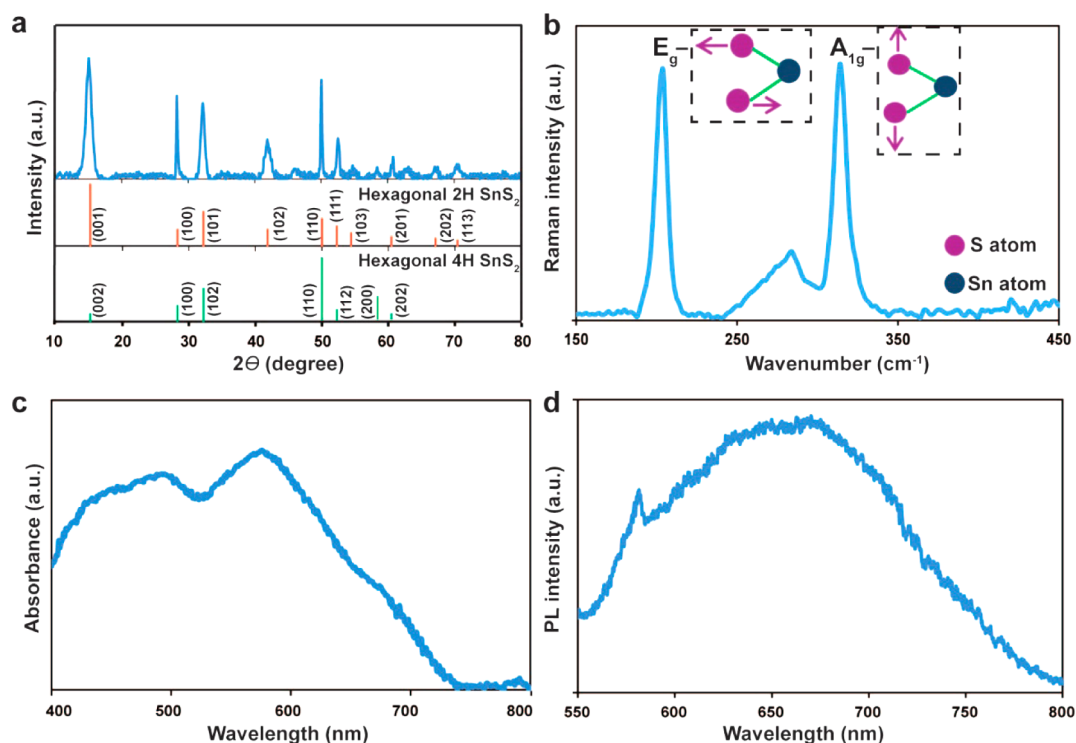 a
Intensity (a.u.)
Hexagonal 2H SnS₂
(001)
(100)
(101)
(102)
(110)
(111)
(103)
(201)
(202)
(113)
Hexagonal 4H SnS₂
(002)
(100)
(102)
(110)
(112)
(200)
(202)
10 20 30 40 50 60 70 80
2Θ (degree)
b
Raman intensity (a.u.)
E_g
A_1g
S atom
Sn atom
150 250 350 450
Wavenumber (cm⁻¹)
c
Absorbance (a.u.)
400 500 600 700 800
Wavelength (nm)
d
PL intensity (a.u.)
550 600 650 700 750 800
Wavelength (nm)